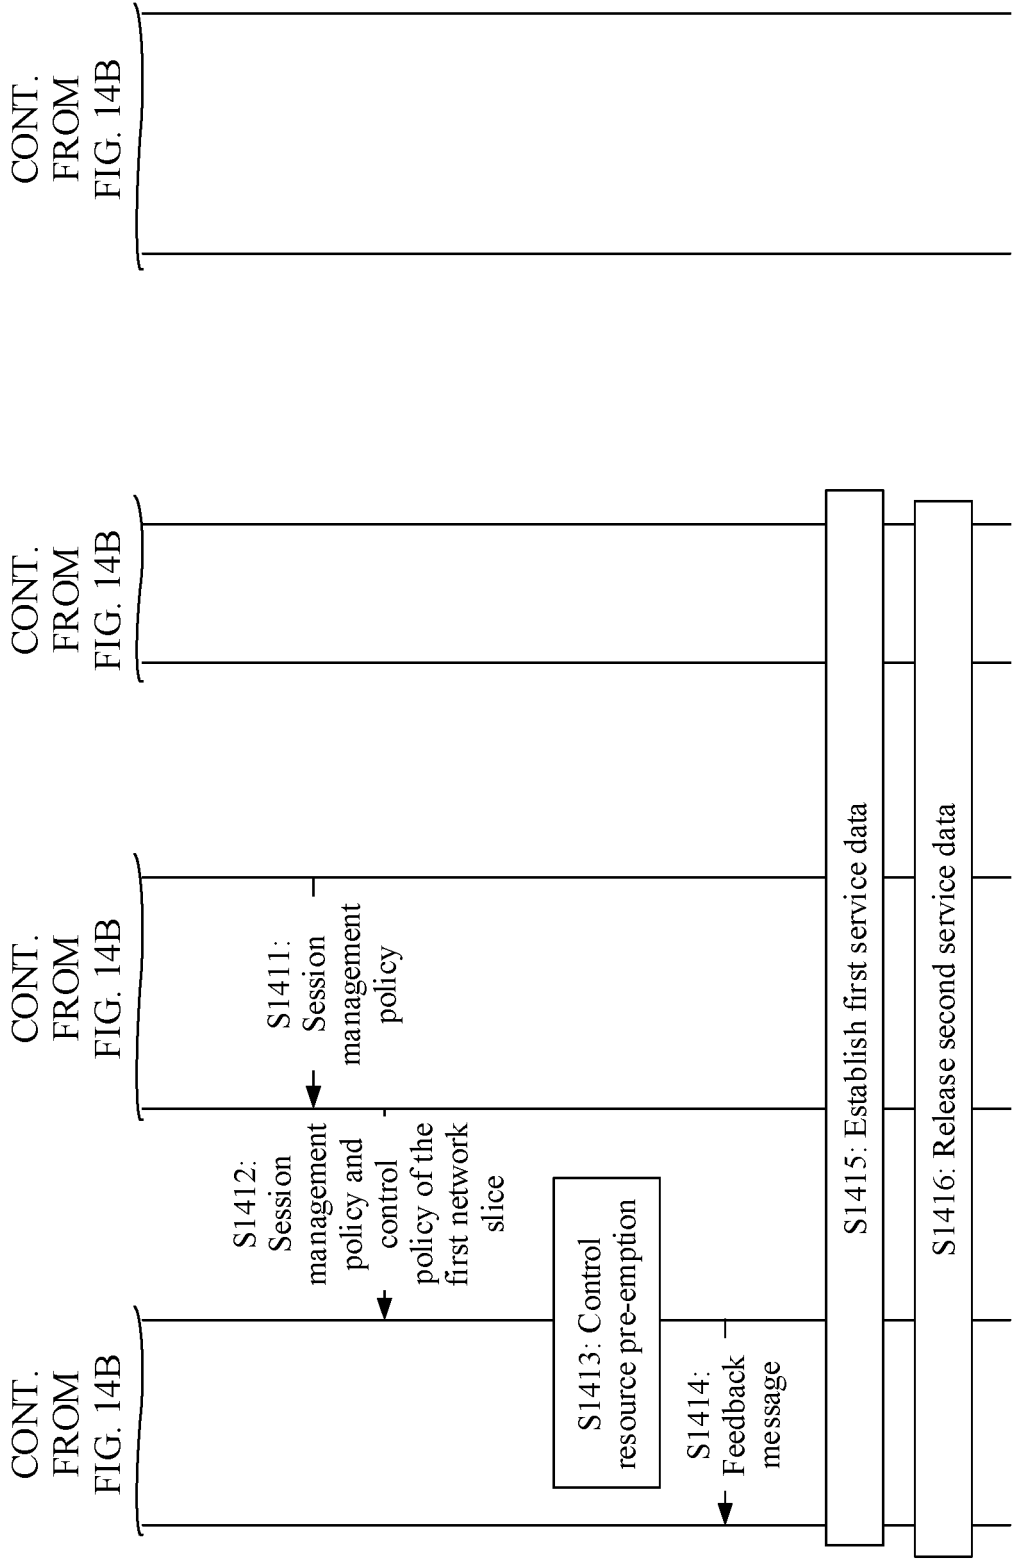 CONT.
FROM
FIG. 14B
CONT.
FROM
FIG. 14B
CONT.
FROM
FIG. 14B
CONT.
FROM
FIG. 14B
S1411:
Session
management
policy
S1412:
Session
management
policy and
control
policy of the
first network
slice
S1413: Control
resource pre-emption
S1414:
Feedback
message
S1415: Establish first service data
S1416: Release second service data